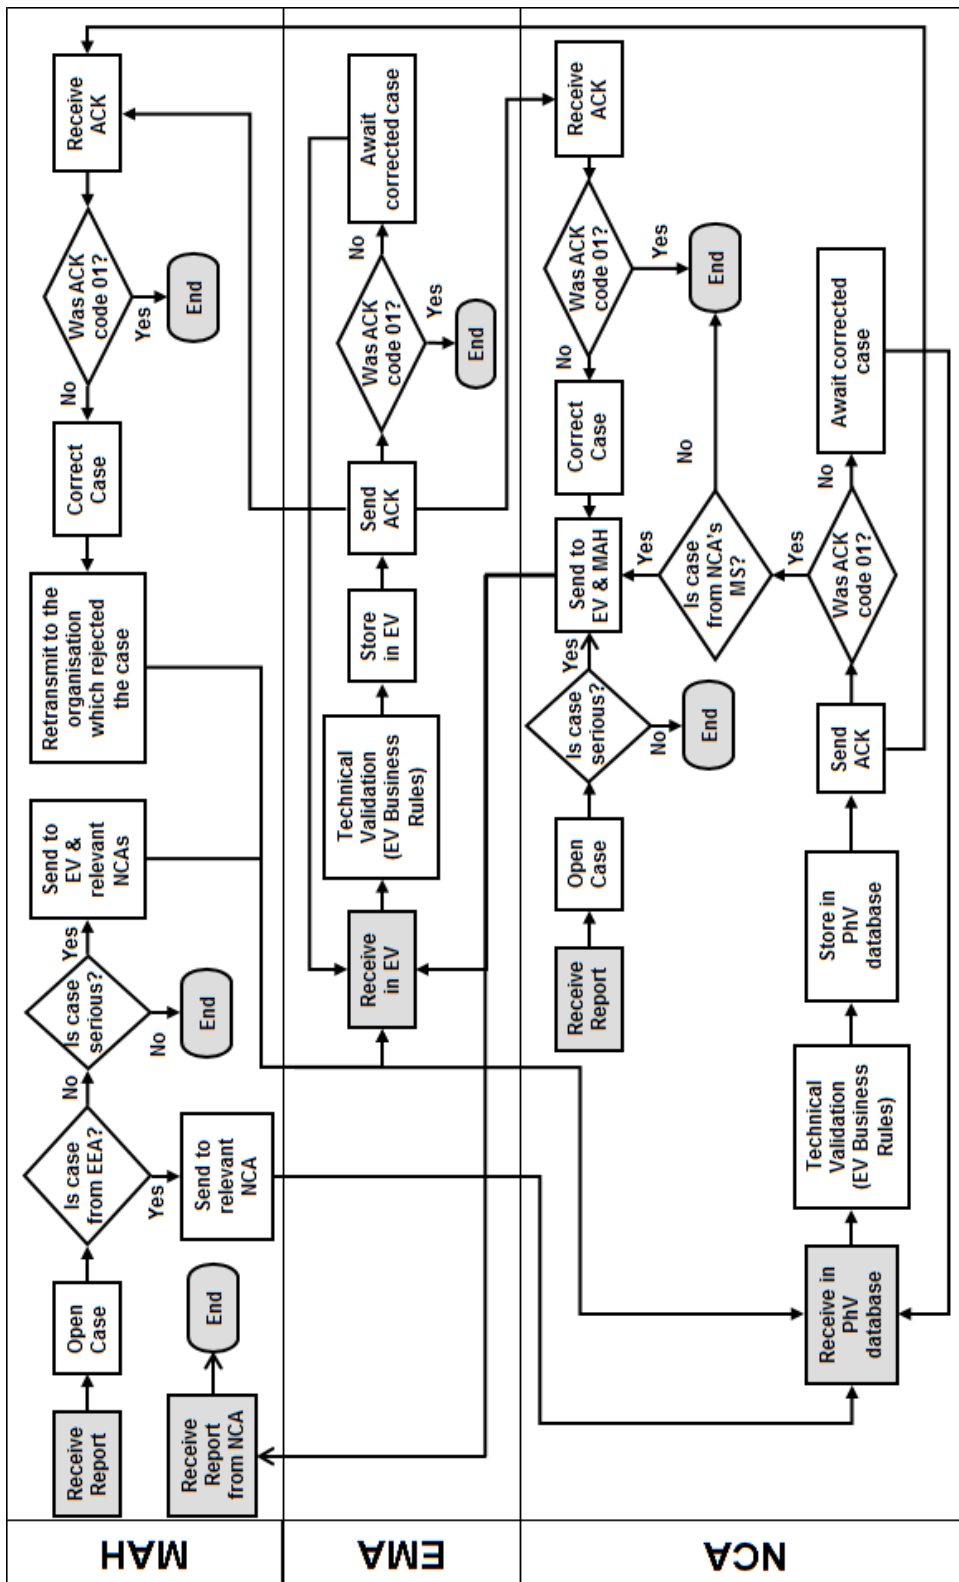 MAH
Receive
Report
Open
Case
Is case
from EEA?
Yes
No
Send to
relevant
NCA
Is case
serious?
Yes
No
End
Send to
EV &
relevant
NCAs
Retransmit to the
organisation
which rejected
the case
Correct
Case
No
Was ACK
code 01?
Yes
End
Receive
ACK
Receive
Report
from NCA
End
EMA
Receive
in EV
Technical
Validation
(EV Business
Rules)
Store
in EV
Send
ACK
Was ACK
code 01?
Yes
End
No
Await
corrected case
NCA
Receive
Report
Open
Case
Is case
serious?
Yes
No
End
Send to
EV & MAH
Correct
Case
No
Was ACK
code 01?
Yes
End
Receive
ACK
Yes
Is case
from NCA's
MS?
No
Yes
Receive in
PhV
database
Technical
Validation
(EV Business
Rules)
Store in
PhV
database
Send
ACK
Was ACK
code 01?
No
Await corrected
case